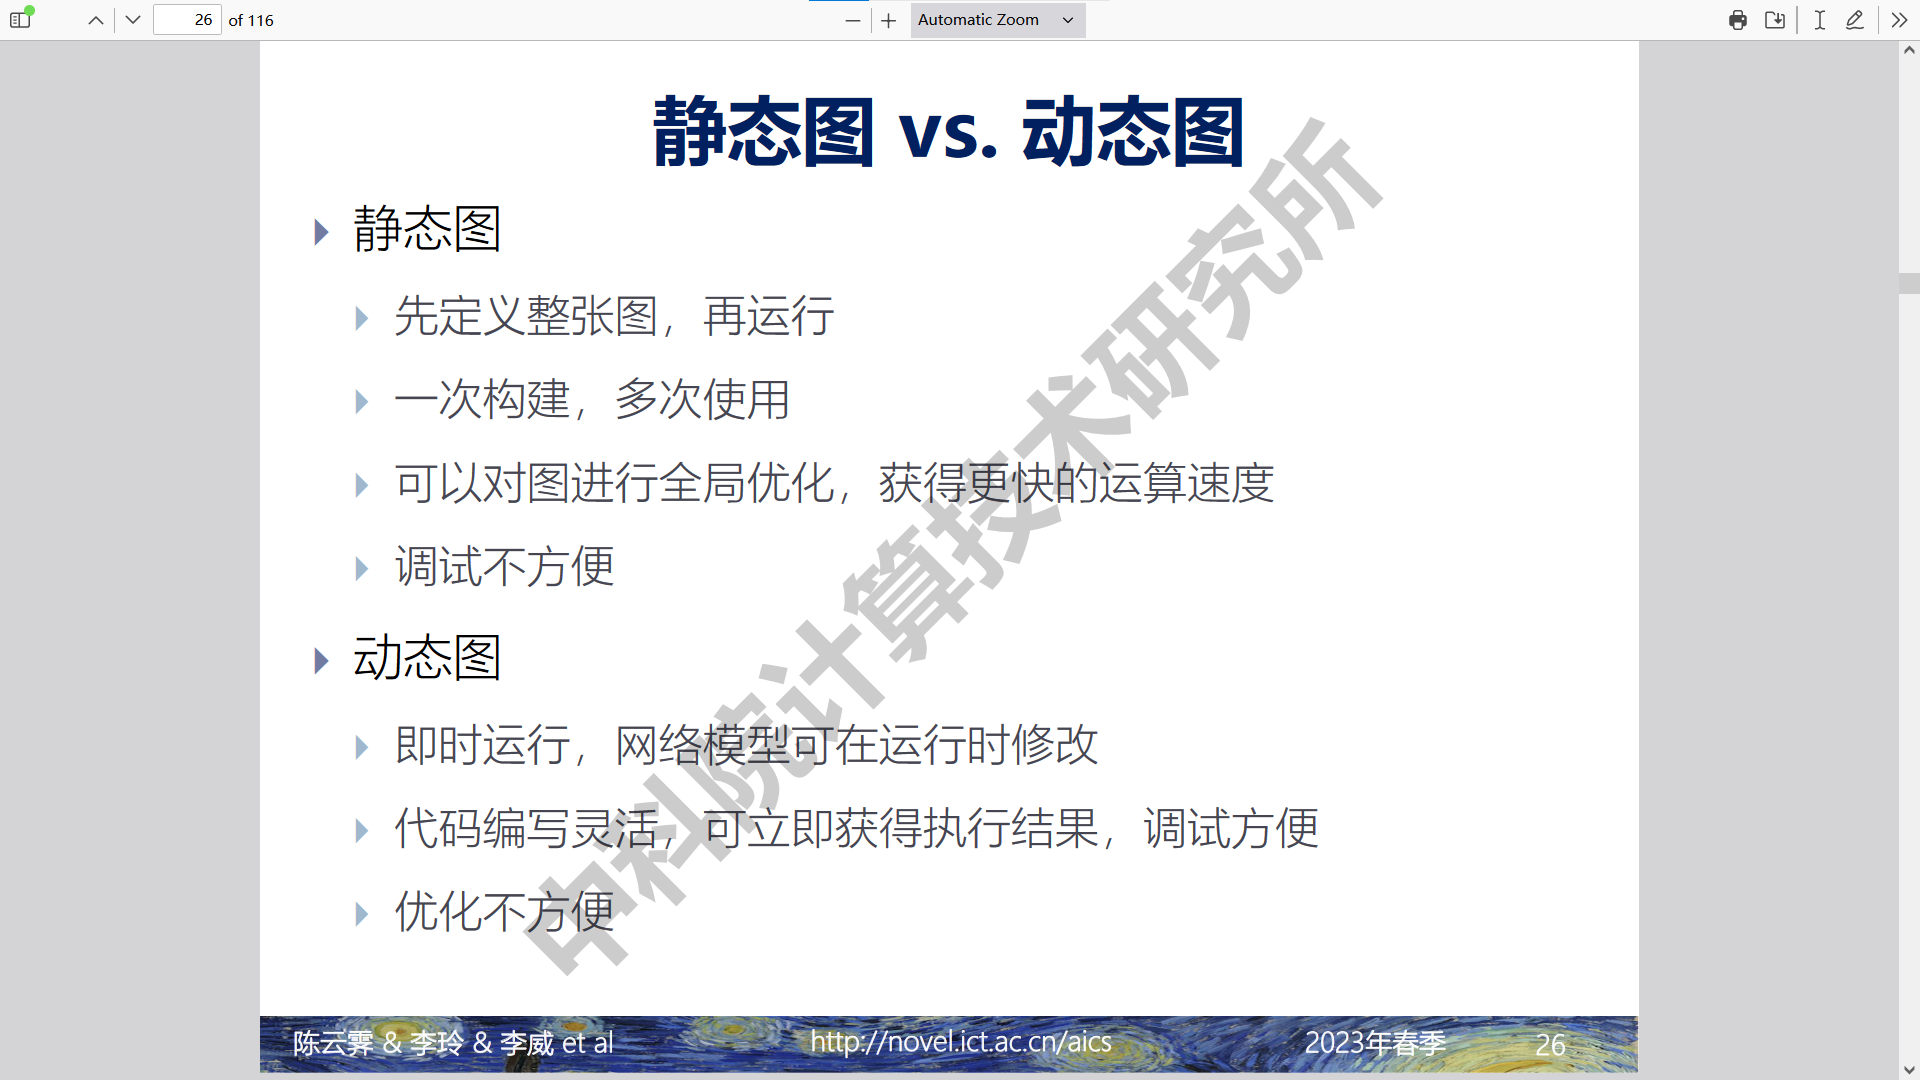 26 of 116 Automatic Zoom
静态图 vs. 动态图
静态图
先定义整张图，再运行
一次构建，多次使用
可以对图进行全局优化，获得更快的运算速度
调试不方便
动态图
即时运行，网络模型可在运行时修改
代码编写灵活，可立即获得执行结果，调试方便
优化不方便
中科院计算技术研究所
陈云霁 & 李玲 & 李威 et al http://novel.ict.ac.cn/aics 2023年春季 26